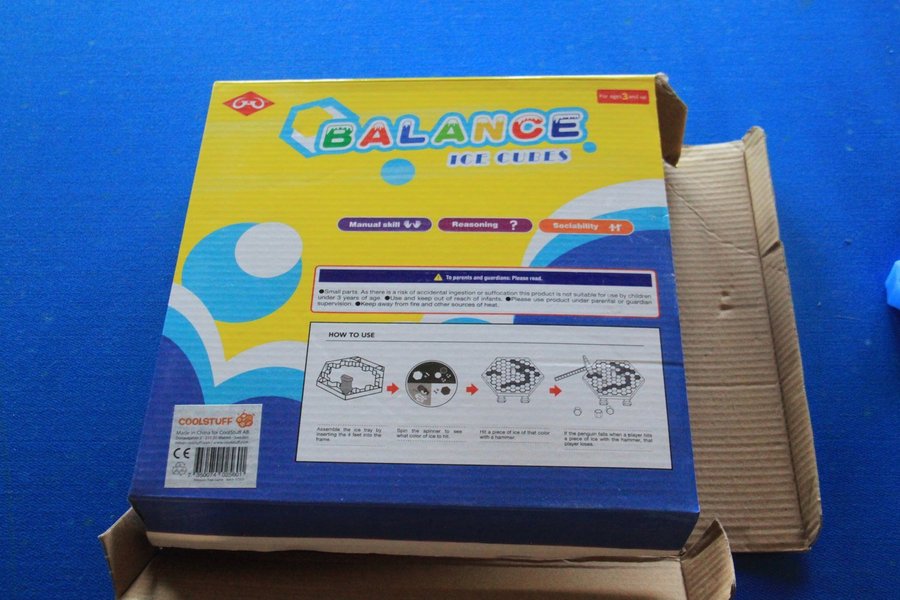 For ages 3 and up
BALANCE
ICE CUBES
Manual skill
Reasoning ?
Sociability
To parents and guardians: Please read.
●Small parts. As there is a risk of accidental ingestion or suffocation this product is not suitable for use by children
under 3 years of age. ●Use and keep out of reach of infants. ●Please use product under parental or guardian
supervision. ●Keep away from fire and other sources of heat.
HOW TO USE
Assemble the ice tray by
inserting the 4 feet into the
frame.
Spin the spinner to see
what color of ice to hit.
Hit a piece of ice of that color
with a hammer.
If the penguin falls when a player hits
a piece of ice with the hammer, that
player loses.
COOLSTUFF
Made in China for CoolStuff AB
CE